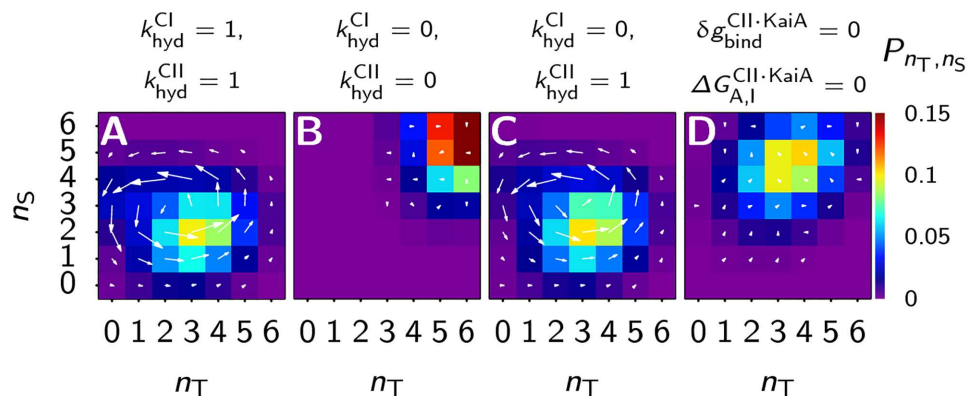 k_hyd^CI = 1, k_hyd^CI = 0, k_hyd^CI = 0, δg_bind^CII·KaiA = 0
k_hyd^CII = 1 k_hyd^CII = 0 k_hyd^CII = 1 ΔG_A,I^CII·KaiA = 0
P_nT,nS
A B C D
n_S
6
5
4
3
2
1
0
0.15
0.1
0.05
0
0 1 2 3 4 5 6 0 1 2 3 4 5 6 0 1 2 3 4 5 6 0 1 2 3 4 5 6
n_T n_T n_T n_T